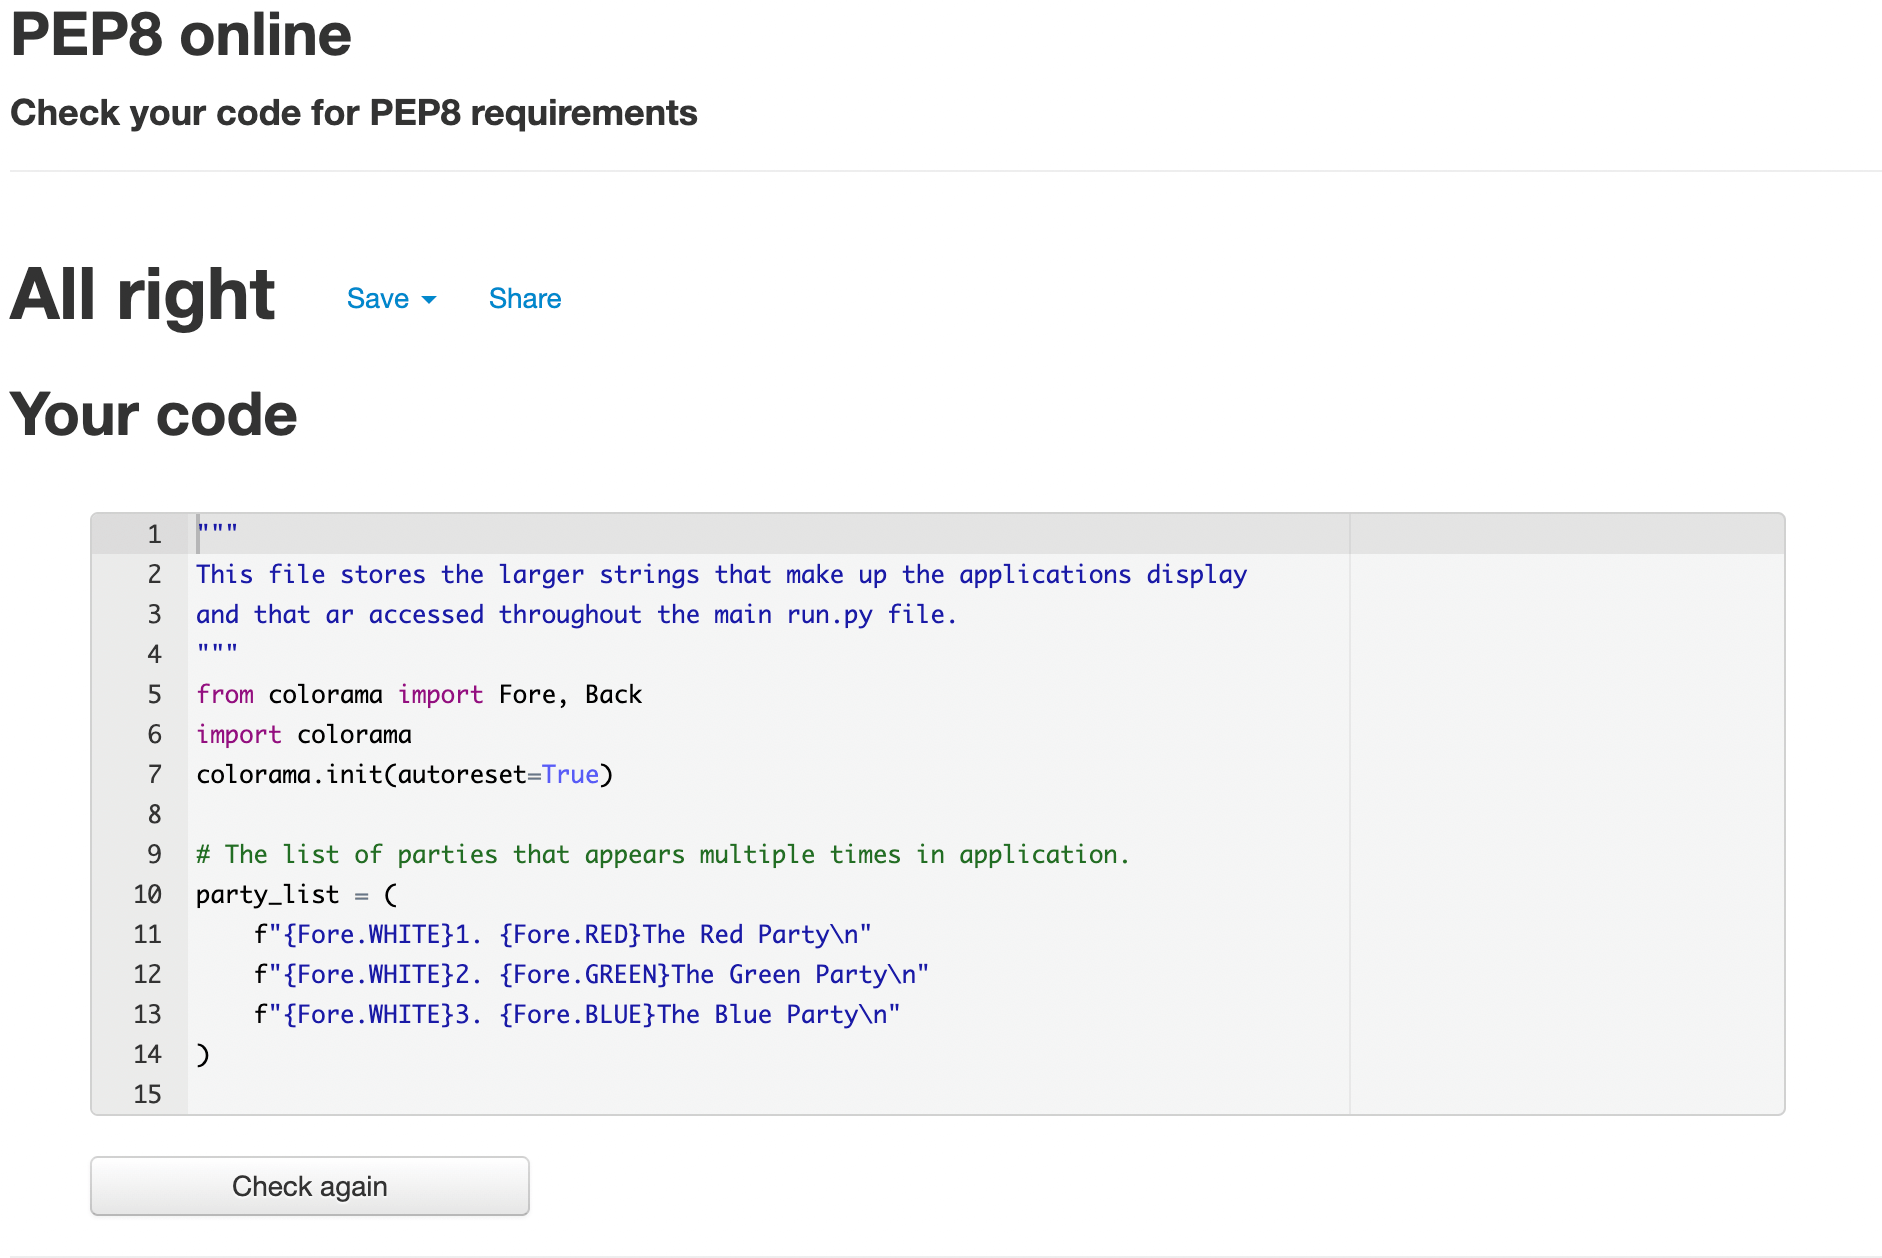 PEP8 online
Check your code for PEP8 requirements
All right Save Share
Your code
1 """
2 This file stores the larger strings that make up the applications display
3 and that ar accessed throughout the main run.py file.
4 """
5 from colorama import Fore, Back
6 import colorama
7 colorama.init(autoreset=True)
8
9 # The list of parties that appears multiple times in application.
10 party_list = (
11     f"{Fore.WHITE}1. {Fore.RED}The Red Party\n"
12     f"{Fore.WHITE}2. {Fore.GREEN}The Green Party\n"
13     f"{Fore.WHITE}3. {Fore.BLUE}The Blue Party\n"
14 )
15
Check again